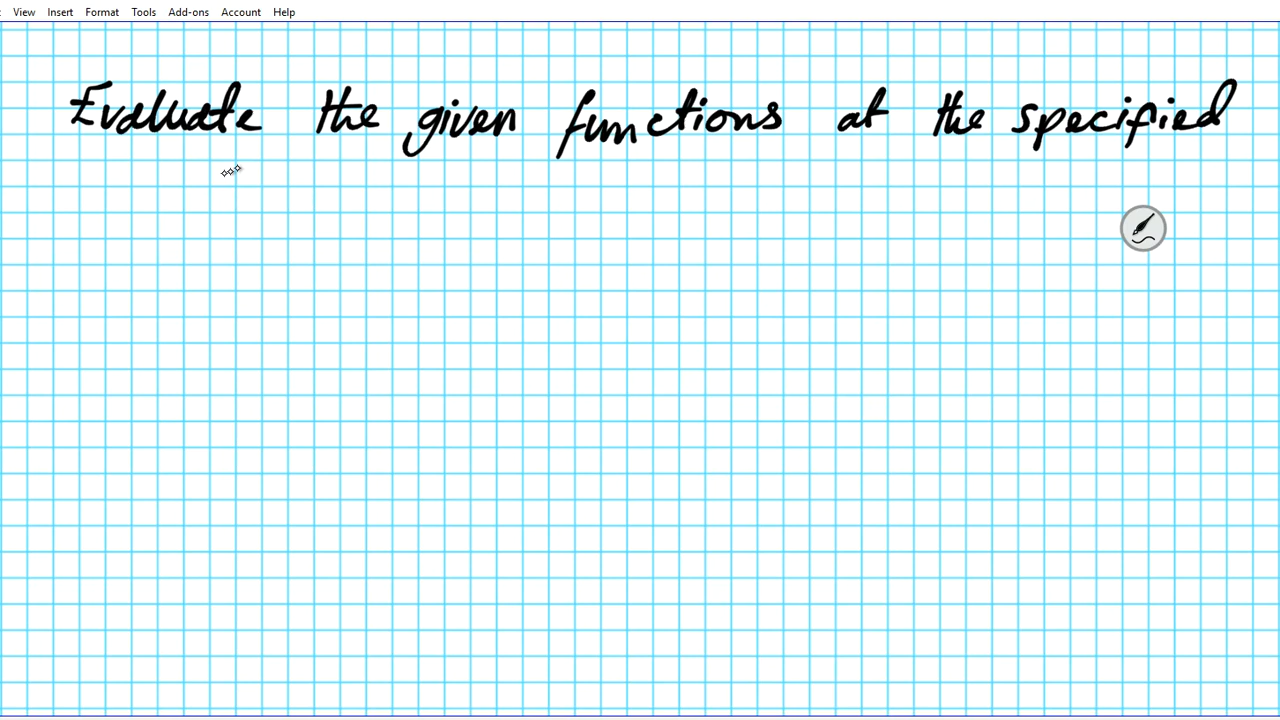 View Insert Format Tools Add-ons Account Help
Evaluate the given functions at the specified